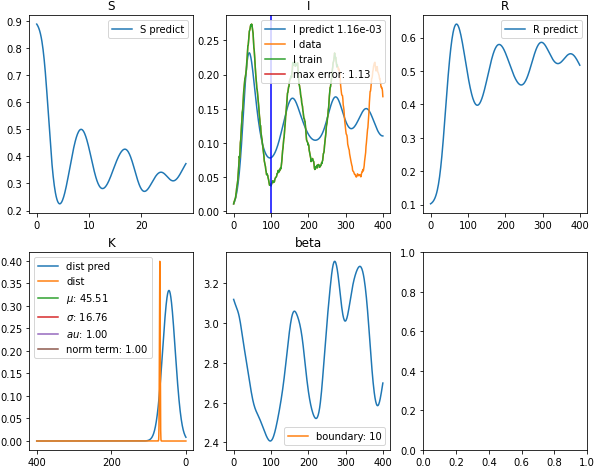 S
I
R
S predict
I predict 1.16e-03
I data
I train
max error: 1.13
R predict
0.9
0.8
0.7
0.6
0.5
0.4
0.3
0.2
0 10 20
0.25
0.20
0.15
0.10
0.05
0.00
0 100 200 300 400
0.6
0.5
0.4
0.3
0.2
0.1
0 100 200 300 400
K
beta
dist pred
dist
μ: 45.51
σ: 16.76
au: 1.00
norm term: 1.00
0.40
0.35
0.30
0.25
0.20
0.15
0.10
0.05
0.00
400 200 0
3.2
3.0
2.8
2.6
2.4
boundary: 10
0 100 200 300 400
1.0
0.8
0.6
0.4
0.2
0.0
0.0 0.2 0.4 0.6 0.8 1.0